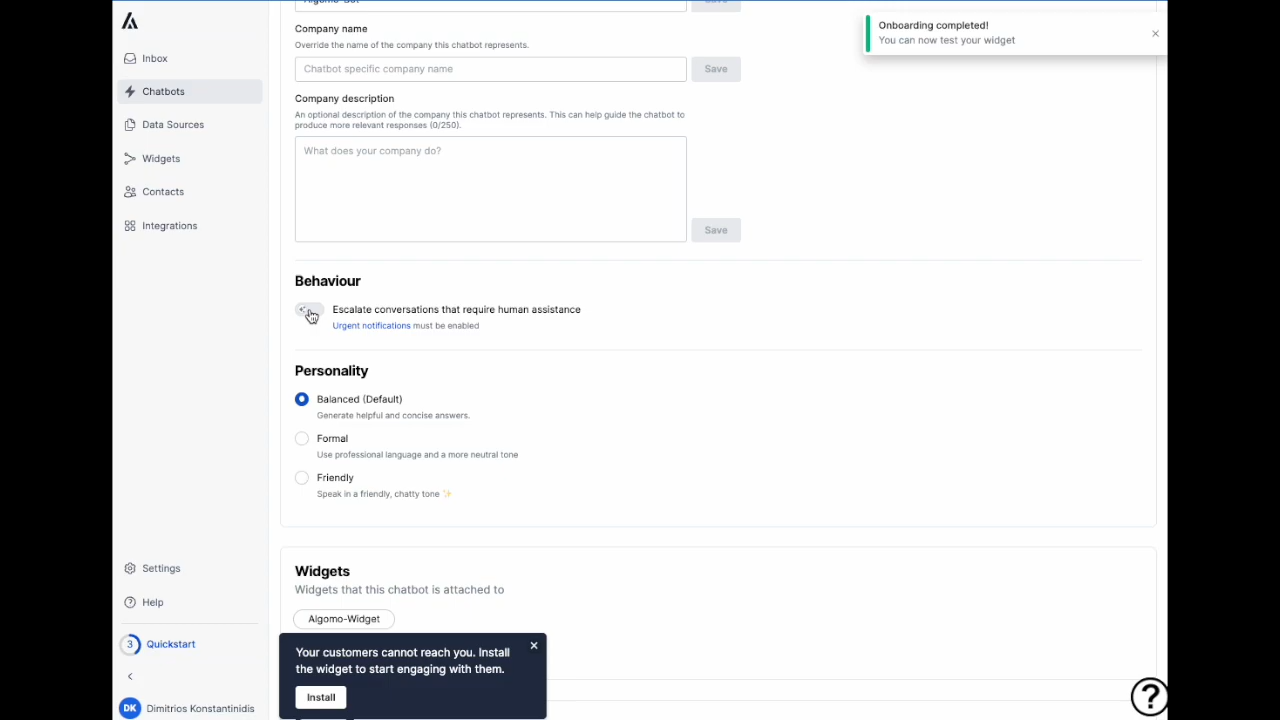 Save
Onboarding completed!
You can now test your widget
Company name
Override the name of the company this chatbot represents.
Chatbot specific company name
Save
Company description
An optional description of the company this chatbot represents. This can help guide the chatbot to
produce more relevant responses (0/250).
What does your company do?
Save
Behaviour
Escalate conversations that require human assistance
Urgent notifications must be enabled
Personality
Balanced (Default)
Generate helpful and concise answers.
Formal
Use professional language and a more neutral tone
Friendly
Speak in a friendly, chatty tone ✨
Widgets
Widgets that this chatbot is attached to
Algomo-Widget
Your customers cannot reach you. Install
the widget to start engaging with them.
Install
Inbox
Chatbots
Data Sources
Widgets
Contacts
Integrations
Settings
Help
3 Quickstart
DK Dimitrios Konstantinidis
?